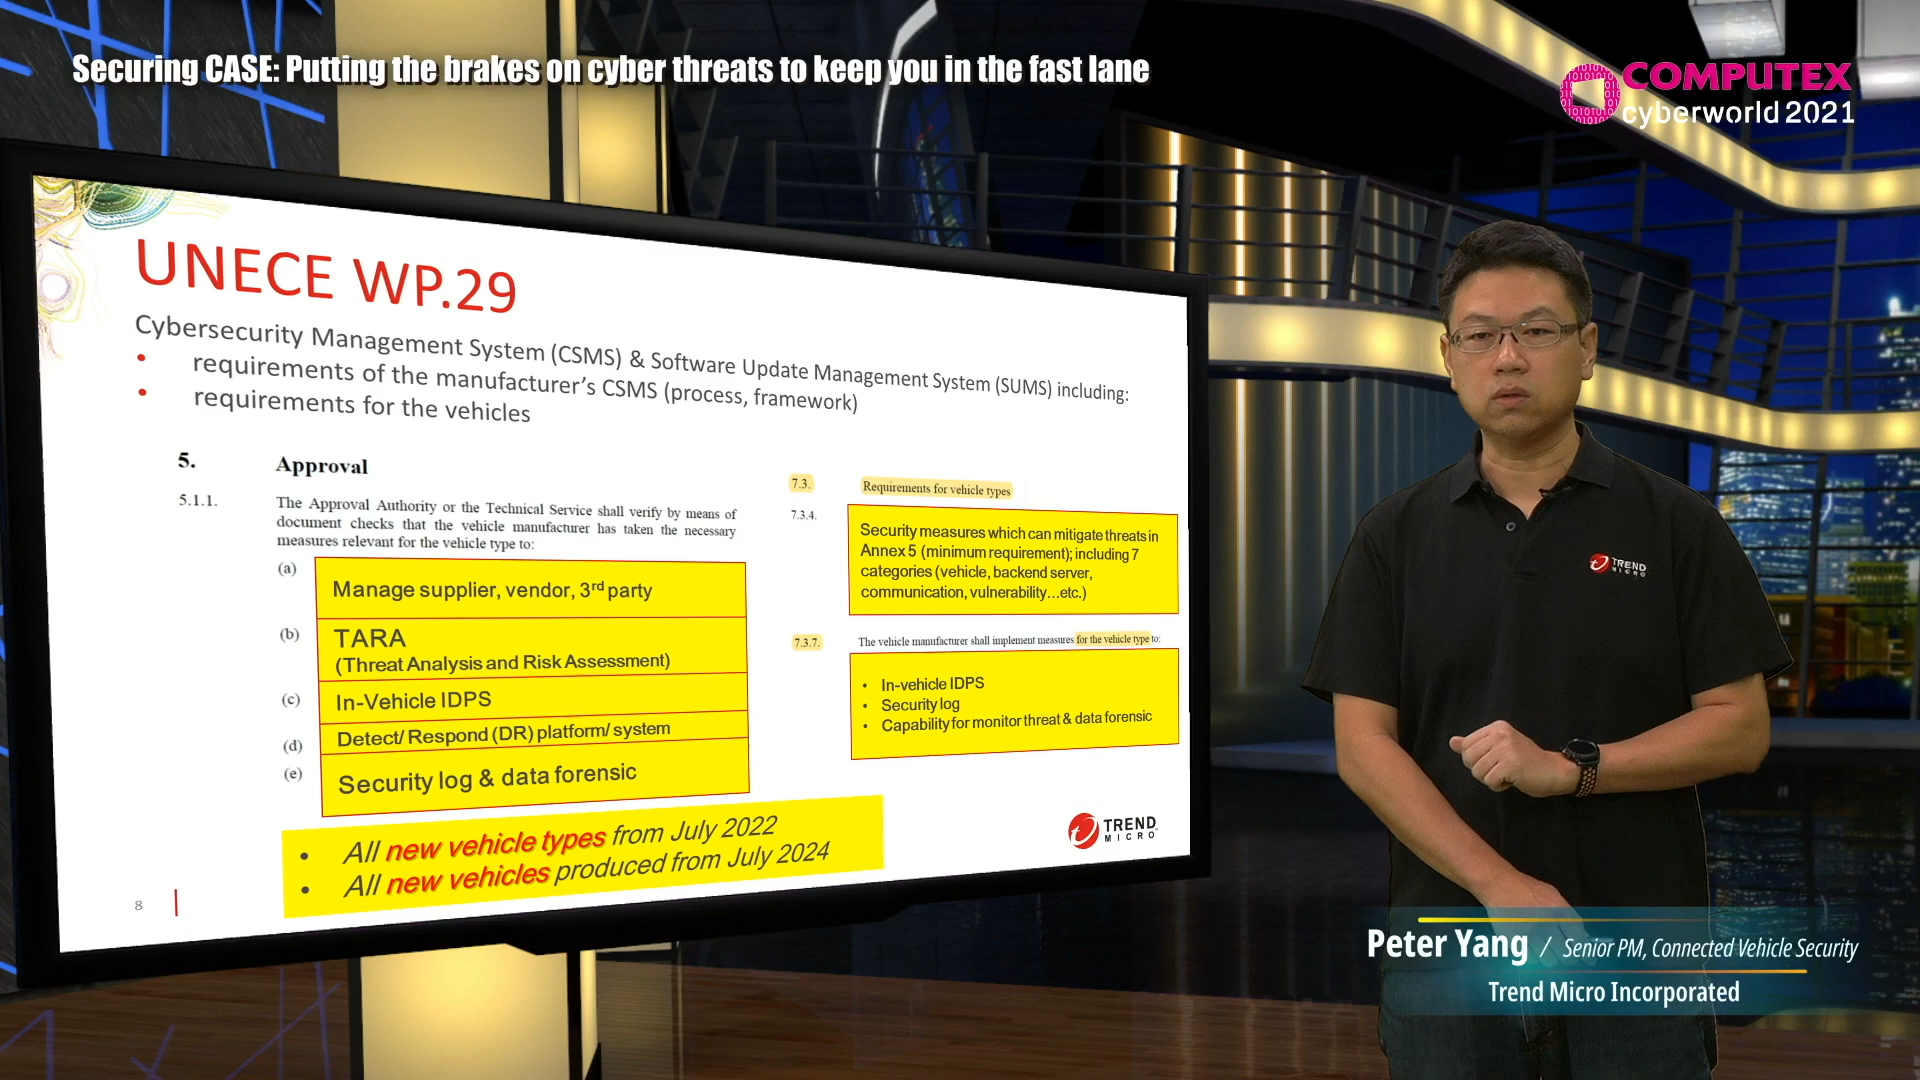 Securing CASE: Putting the brakes on cyber threats to keep you in the fast lane
COMPUTEX
cyberworld 2021
UNECE WP.29
Cybersecurity Management System (CSMS) & Software Update Management System (SUMS) including:
• requirements of the manufacturer's CSMS (process, framework)
• requirements for the vehicles
5. Approval
5.1.1. The Approval Authority or the Technical Service shall verify by means of
document checks that the vehicle manufacturer has taken the necessary
measures relevant for the vehicle type to:
(a) Manage supplier, vendor, 3rd party
(b) TARA
(Threat Analysis and Risk Assessment)
(c) In-Vehicle IDPS
(d) Detect/ Respond (DR) platform/ system
(e) Security log & data forensic
7.3. Requirements for vehicle types
7.3.4. Security measures which can mitigate threats in
Annex 5 (minimum requirement); including 7
categories (vehicle, backend server,
communication, vulnerability...etc.)
7.3.7. The vehicle manufacturer shall implement measures for the vehicle type to:
• In-vehicle IDPS
• Security log
• Capability for monitor threat & data forensic
• All new vehicle types from July 2022
• All new vehicles produced from July 2024
TREND
MICRO
8
TREND
MICRO
Peter Yang / Senior PM, Connected Vehicle Security
Trend Micro Incorporated